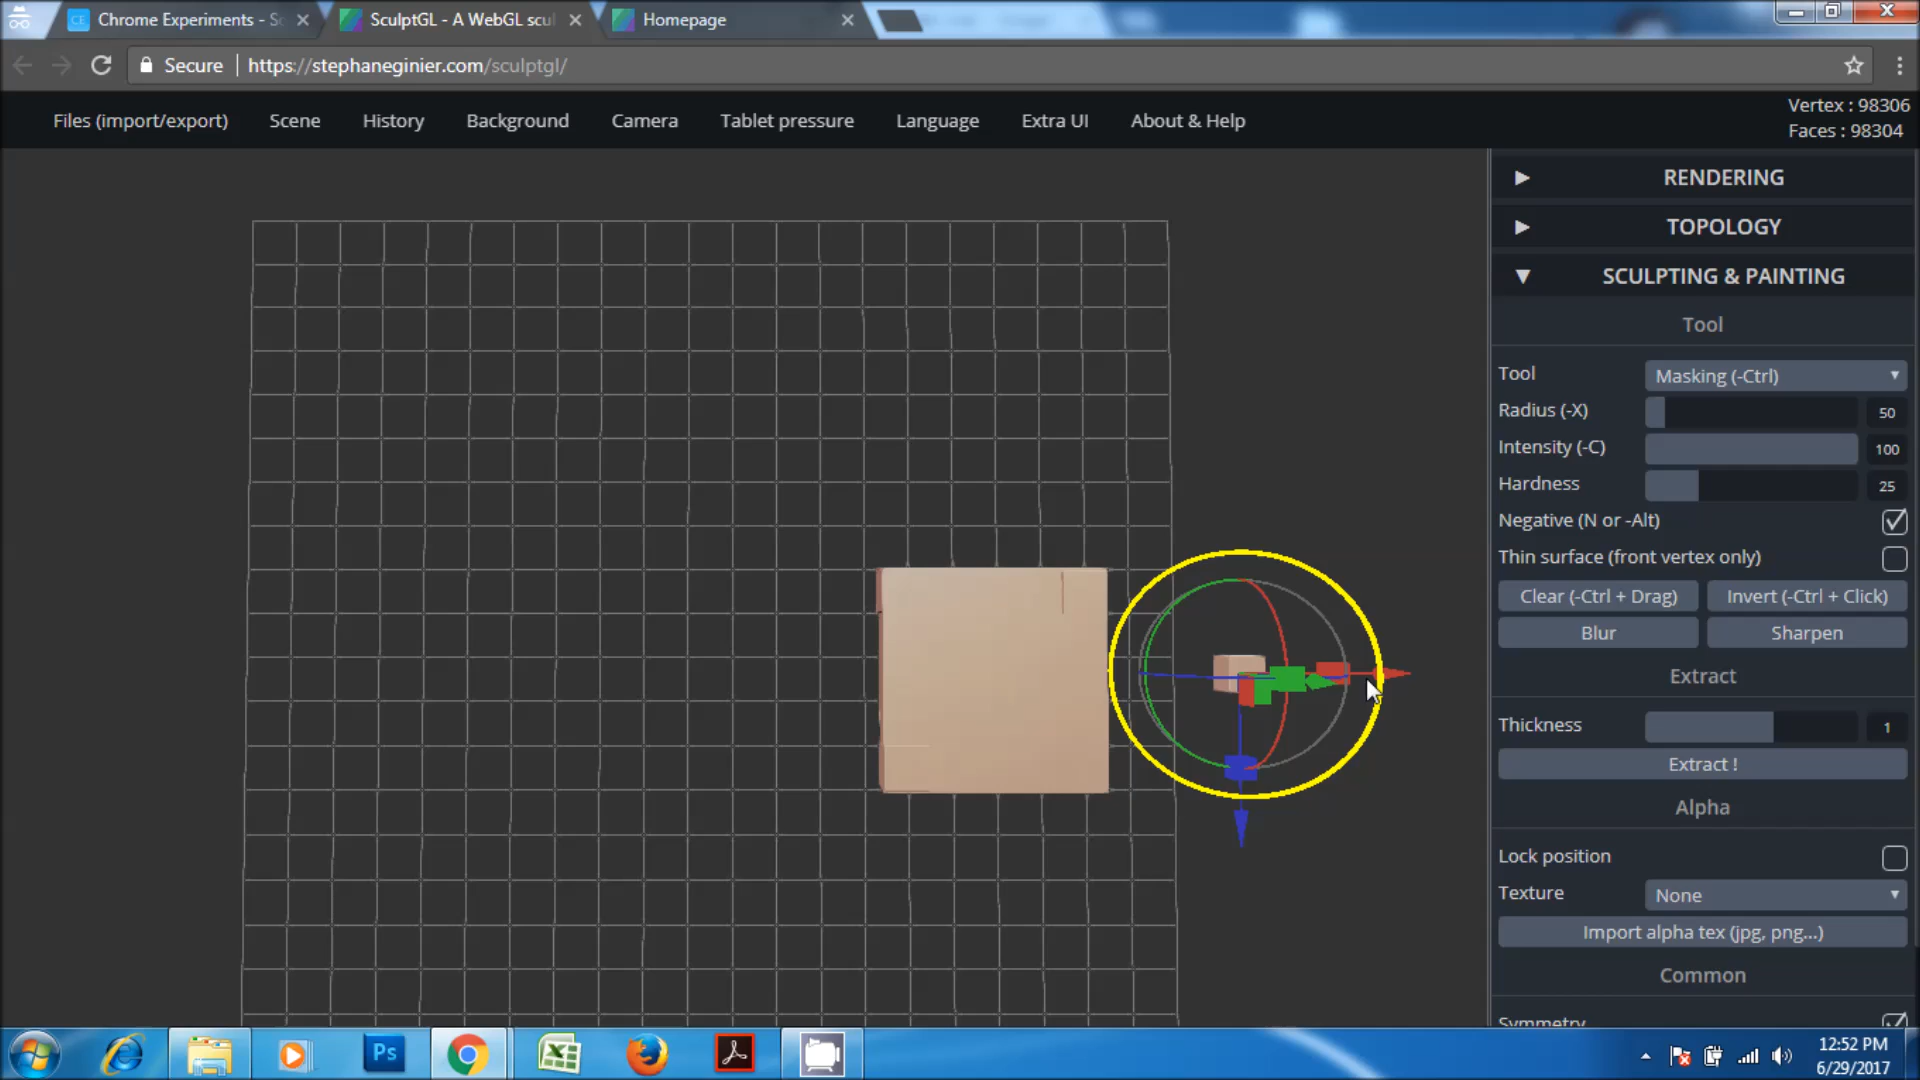 Chrome Experiments - Sc
SculptGL - A WebGL scul
Homepage
Secure
https://stephaneginier.com/sculptgl/
Files (import/export)
Scene
History
Background
Camera
Tablet pressure
Language
Extra UI
About & Help
Vertex : 98306
Faces : 98304
RENDERING
TOPOLOGY
SCULPTING & PAINTING
Tool
Tool
Masking (-Ctrl)
Radius (-X)
50
Intensity (-C)
100
Hardness
25
Negative (N or -Alt)
Thin surface (front vertex only)
Clear (-Ctrl + Drag)
Invert (-Ctrl + Click)
Blur
Sharpen
Extract
Thickness
1
Extract !
Alpha
Lock position
Texture
None
Import alpha tex (jpg, png...)
Common
Symmetry
CE
Ps
12:52 PM
6/29/2017